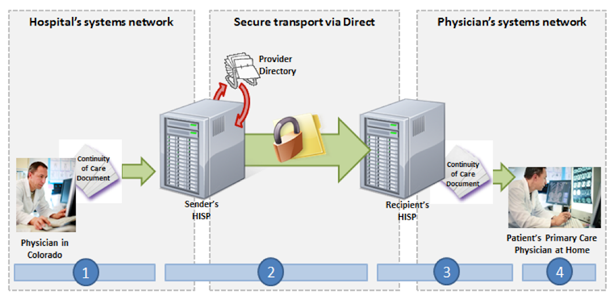 Hospital's systems network
Secure transport via Direct
Physician's systems network
Provider
Directory
Continuity
of Care
Document
Continuity
of Care
Document
Sender's
HISP
Recipient's
HISP
Physician in
Colorado
Patient's Primary Care
Physician at Home
1
2
3
4